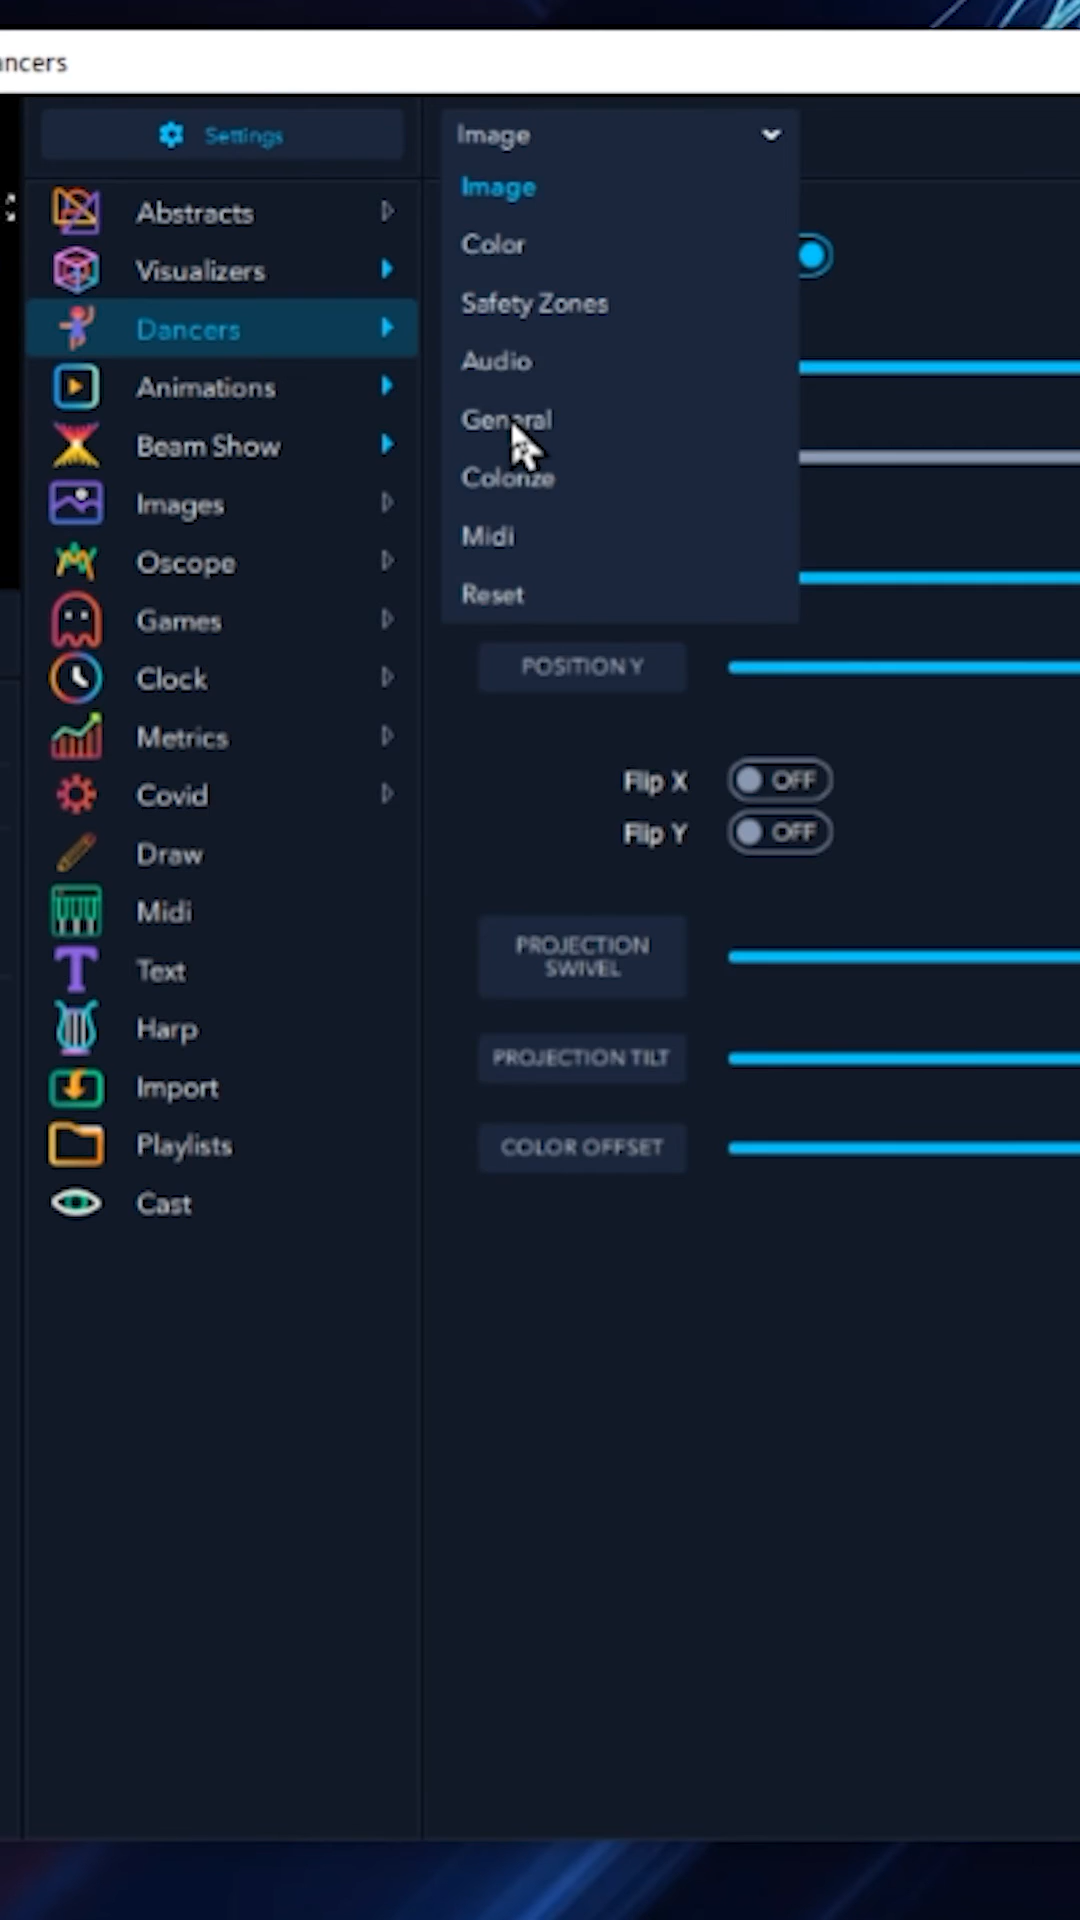 ancers
Settings
Abstracts
Visualizers
Dancers
Animations
Beam Show
Images
Oscope
Games
Clock
Metrics
Covid
Draw
Midi
Text
Harp
Import
Playlists
Cast
Image
Image
Color
Safety Zones
Audio
General
Colorize
Midi
Reset
POSITION Y
Flip X OFF
Flip Y OFF
PROJECTION
SWIVEL
PROJECTION TILT
COLOR OFFSET